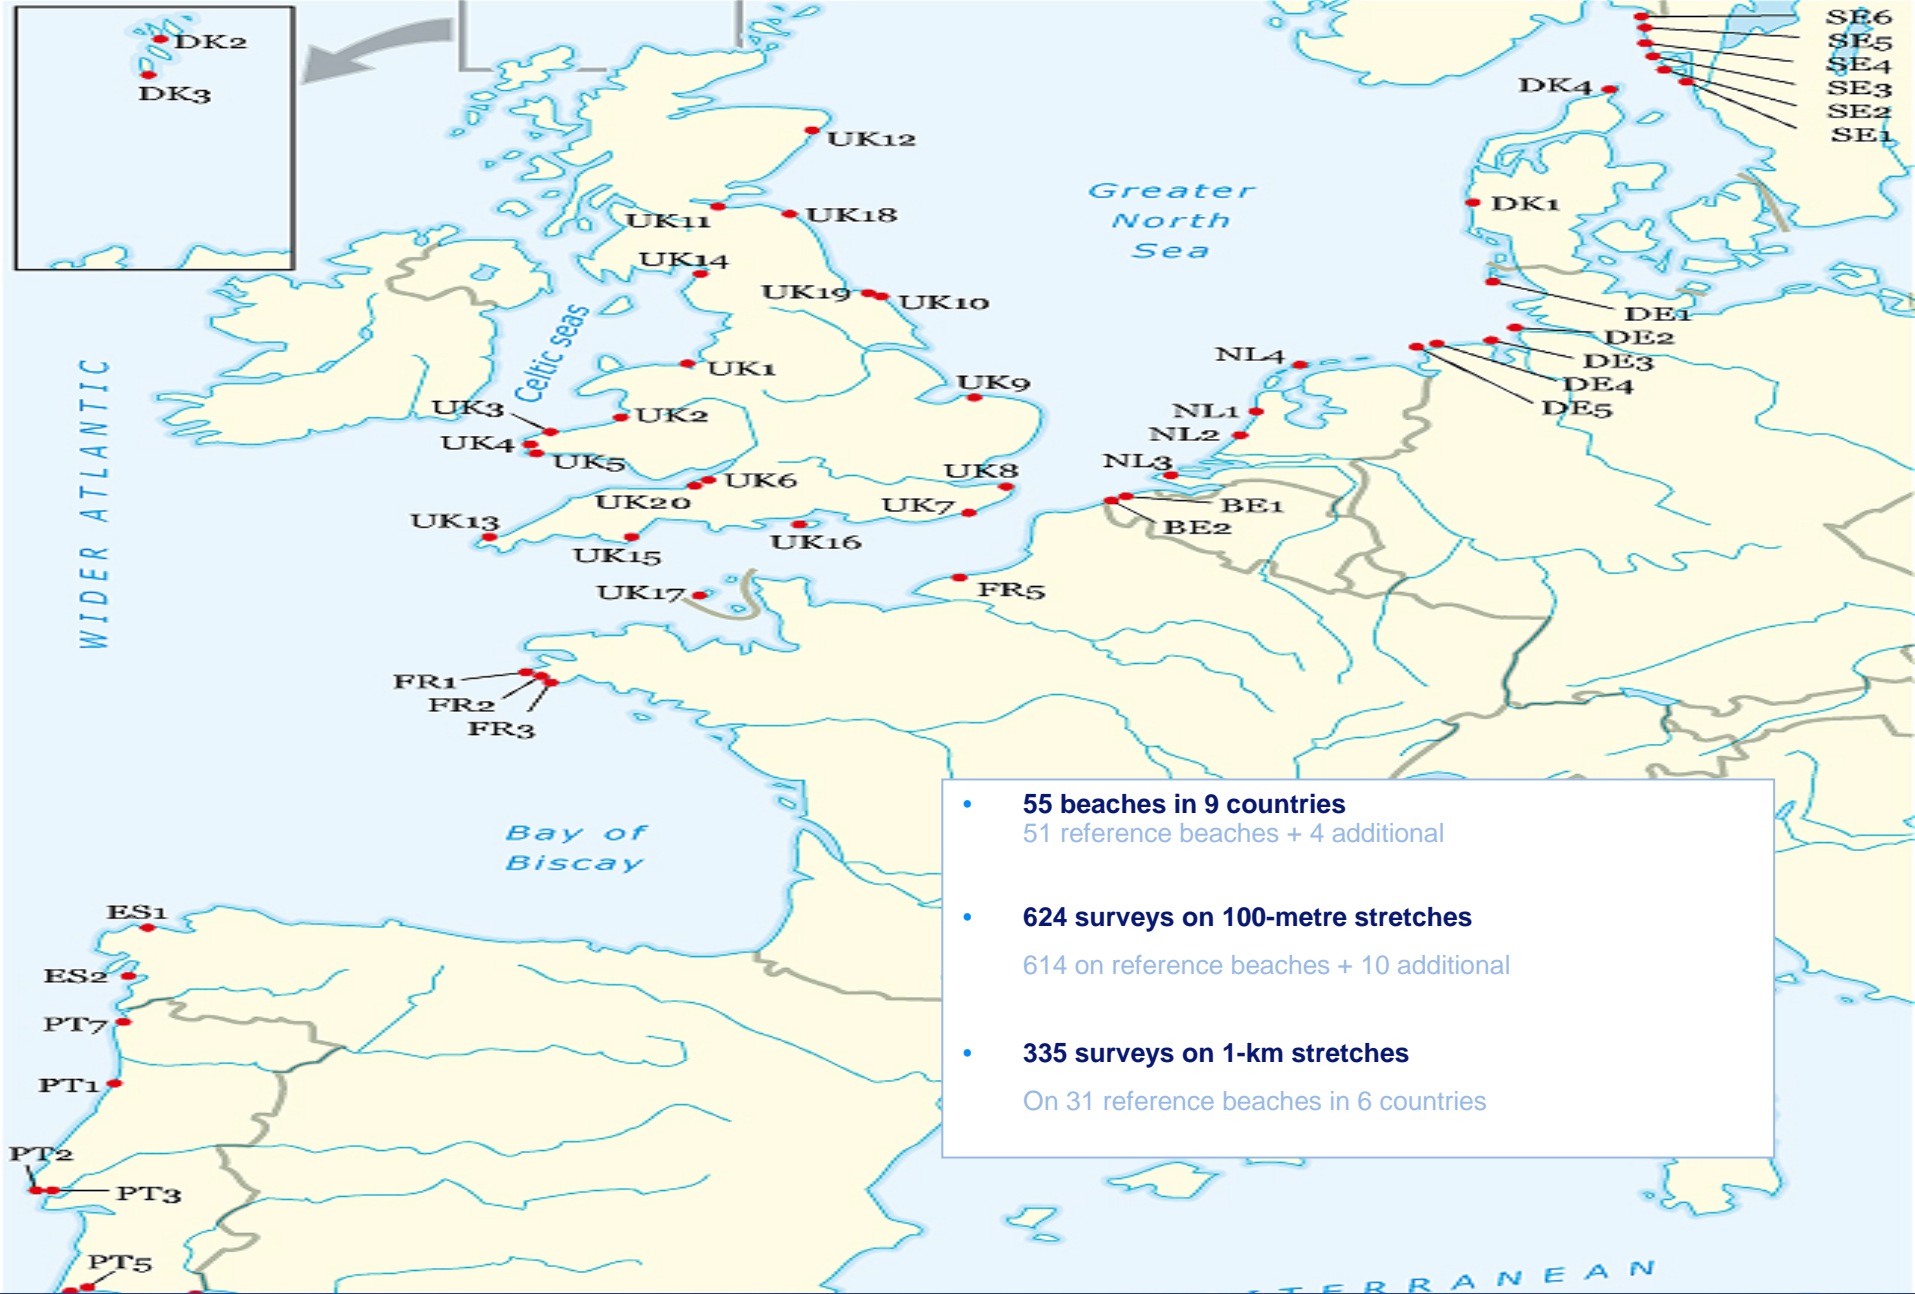 DK2
DK3
SE6
SE5
SE4
SE3
SE2
SE1
DK4
DK1
UK12
UK11
UK18
UK14
UK19
UK10
Greater
North
Sea
Celtic seas
WIDER ATLANTIC
UK1
UK9
UK3
UK2
UK4
UK5
UK6
UK8
UK20
UK7
UK13
UK15
UK16
UK17
DE1
DE2
DE3
DE4
DE5
NL4
NL1
NL2
NL3
BE1
BE2
FR5
FR1
FR2
FR3
Bay of
Biscay
ES1
ES2
PT7
PT1
PT2
PT3
PT5
• 55 beaches in 9 countries
51 reference beaches + 4 additional
• 624 surveys on 100-metre stretches
614 on reference beaches + 10 additional
• 335 surveys on 1-km stretches
On 31 reference beaches in 6 countries
TERRANEAN